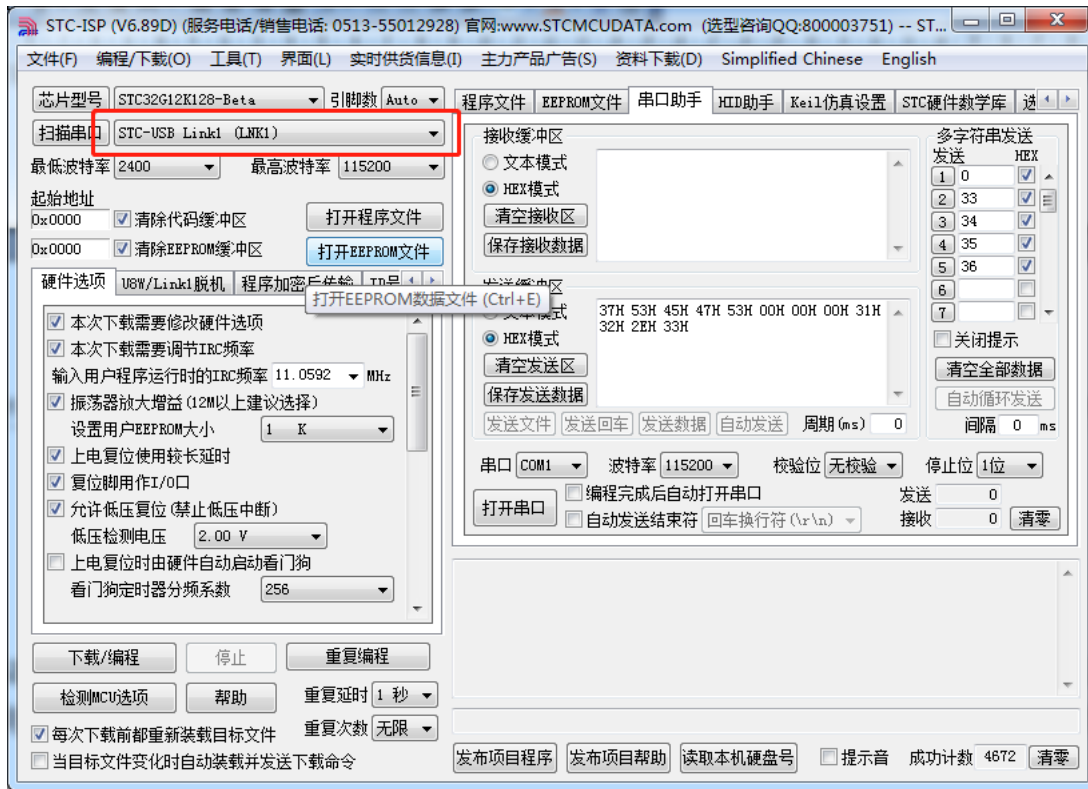 STC-ISP (V6.89D) (服务电话/销售电话: 0513-55012928) 官网:www.STCMCUDATA.com (选型咨询QQ:800003751) -- ST...
文件(F) 编程/下载(O) 工具(T) 界面(L) 实时供货信息(I) 主力产品广告(S) 资料下载(D) Simplified Chinese English
芯片型号 STC32G12K128-Beta 引脚数 Auto
扫描串口 STC-USB Link1 (LNK1)
最低波特率 2400 最高波特率 115200
起始地址
0x0000 清除代码缓冲区 打开程序文件
0x0000 清除EEPROM缓冲区 打开EEPROM文件
硬件选项 U8W/Link1脱机 程序加密后传输 ID号
打开EEPROM数据文件 (Ctrl+E)
本次下载需要修改硬件选项
本次下载需要调节IRC频率
输入用户程序运行时的IRC频率 11.0592 MHz
振荡器放大增益(12M以上建议选择)
设置用户EEPROM大小 1 K
上电复位使用较长延时
复位脚用作I/O口
允许低压复位(禁止低压中断)
低压检测电压 2.00 V
上电复位时由硬件自动启动看门狗
看门狗定时器分频系数 256
下载/编程 停止 重复编程
检测MCU选项 帮助 重复延时 1 秒
每次下载前都重新装载目标文件 重复次数 无限
当目标文件变化时自动装载并发送下载命令
程序文件 EEPROM文件 串口助手 HID助手 Keil仿真设置 STC硬件数学库 选
接收缓冲区
文本模式
HEX模式
清空接收区
保存接收数据
发送缓冲区
文本模式
HEX模式
清空发送区
保存发送数据
37H 53H 45H 47H 53H 00H 00H 00H 31H
32H 2EH 33H
发送文件 发送回车 发送数据 自动发送 周期(ms) 0
多字符串发送
发送 HEX
1 0
2 33
3 34
4 35
5 36
6
7
关闭提示
清空全部数据
自动循环发送
间隔 0 ms
串口 COM1 波特率 115200 校验位 无校验 停止位 1位
打开串口 编程完成后自动打开串口 发送 0
自动发送结束符 回车换行符(\r\n) 接收 0 清零
发布项目程序 发布项目帮助 读取本机硬盘号 提示音 成功计数 4672 清零